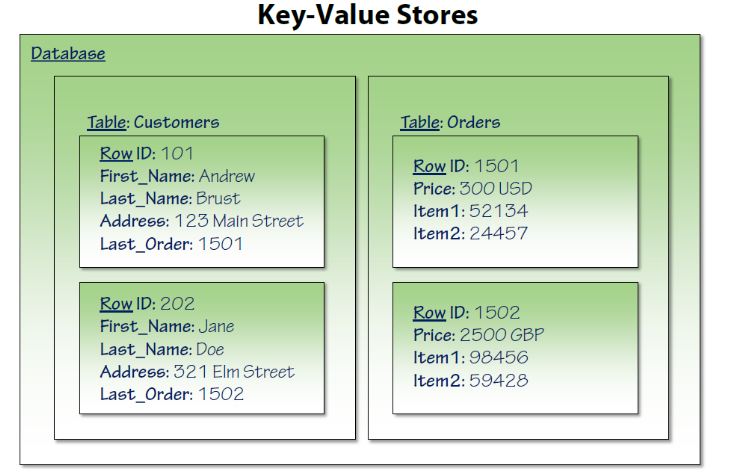 Key-Value Stores
Database
Table: Customers
Row ID: 101
First_Name: Andrew
Last_Name: Brust
Address: 123 Main Street
Last_Order: 1501
Row ID: 202
First_Name: Jane
Last_Name: Doe
Address: 321 Elm Street
Last_Order: 1502
Table: Orders
Row ID: 1501
Price: 300 USD
Item1: 52134
Item2: 24457
Row ID: 1502
Price: 2500 GBP
Item1: 98456
Item2: 59428